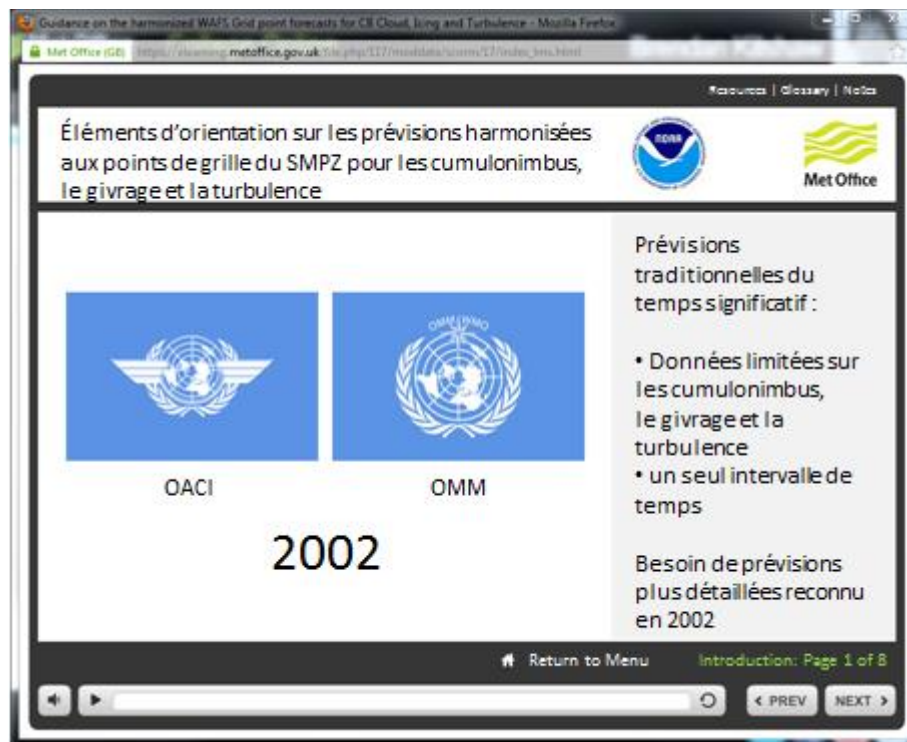 Guidance on the harmonized WAFS Grid point forecasts for CB Cloud, Icing and Turbulence - Mozilla Firefox
Met Office (GB) metoffice.gov.uk
Resources | Glossary | Notes
Éléments d'orientation sur les prévisions harmonisées
aux points de grille du SMPZ pour les cumulonimbus,
le givrage et la turbulence
NOAA
Met Office
Prévisions
traditionnelles du
temps significatif :
• Données limitées sur
les cumulonimbus,
le givrage et la
turbulence
• un seul intervalle de
temps
Besoin de prévisions
plus détaillées reconnu
en 2002
OMM WMO
OACI
OMM
2002
Return to Menu
Introduction: Page 1 of 8
< PREV
NEXT >